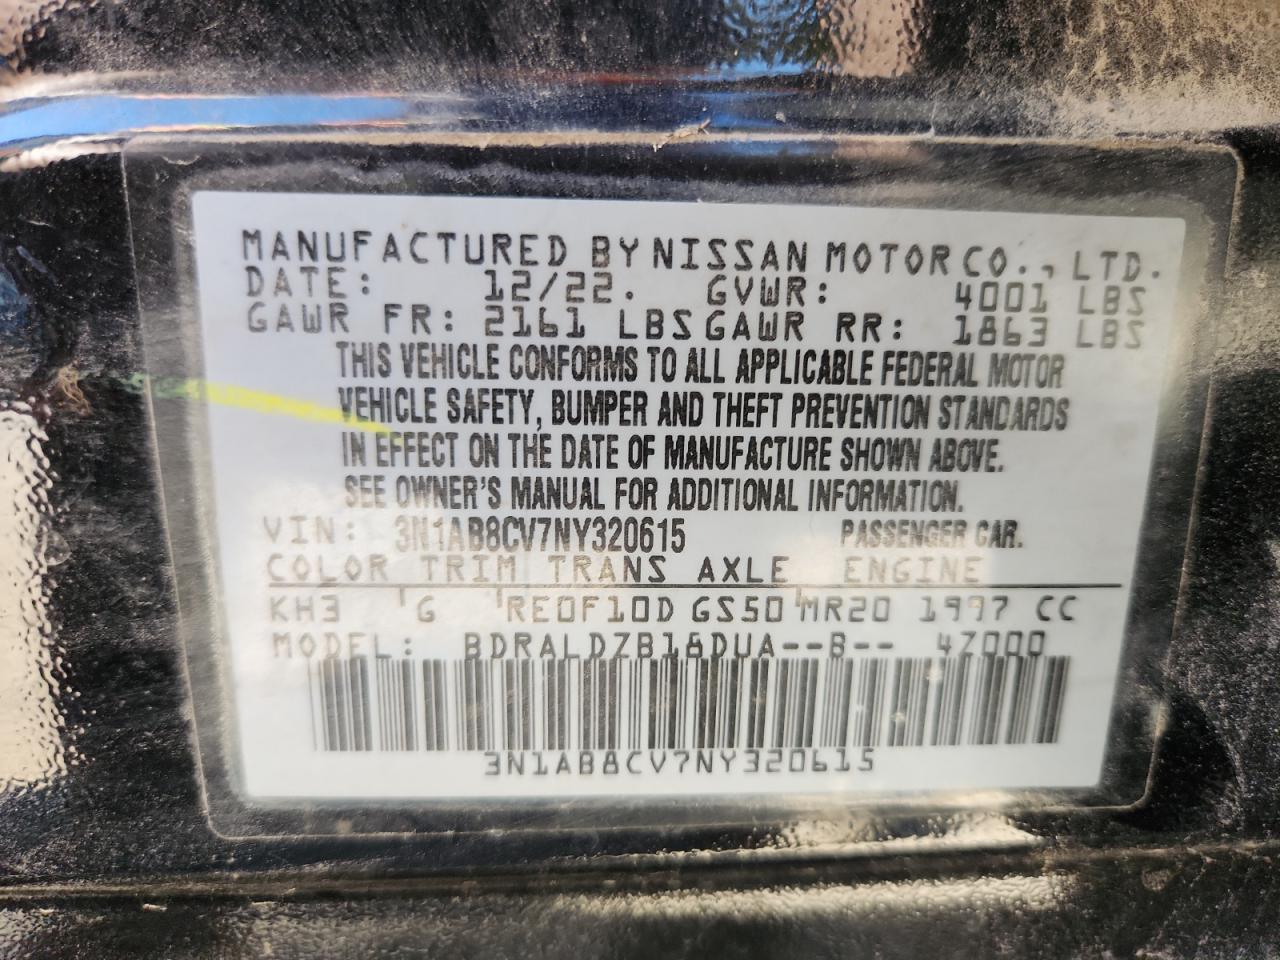 MANUFACTURED BY NISSAN MOTOR CO., LTD.
DATE: 12/22. GVWR: 4001 LBS
GAWR FR: 2161 LBS GAWR RR: 1863 LBS
THIS VEHICLE CONFORMS TO ALL APPLICABLE FEDERAL MOTOR
VEHICLE SAFETY, BUMPER AND THEFT PREVENTION STANDARDS
IN EFFECT ON THE DATE OF MANUFACTURE SHOWN ABOVE.
SEE OWNER'S MANUAL FOR ADDITIONAL INFORMATION.
VIN: 3N1AB8CV7NY320615 PASSENGER CAR.
COLOR TRIM TRANS AXLE ENGINE
KH3 G RE0F10D GS50 MR20 1997 CC
MODEL: BDRALDZB18DUA--B-- 4Z000
3N1AB8CV7NY320615